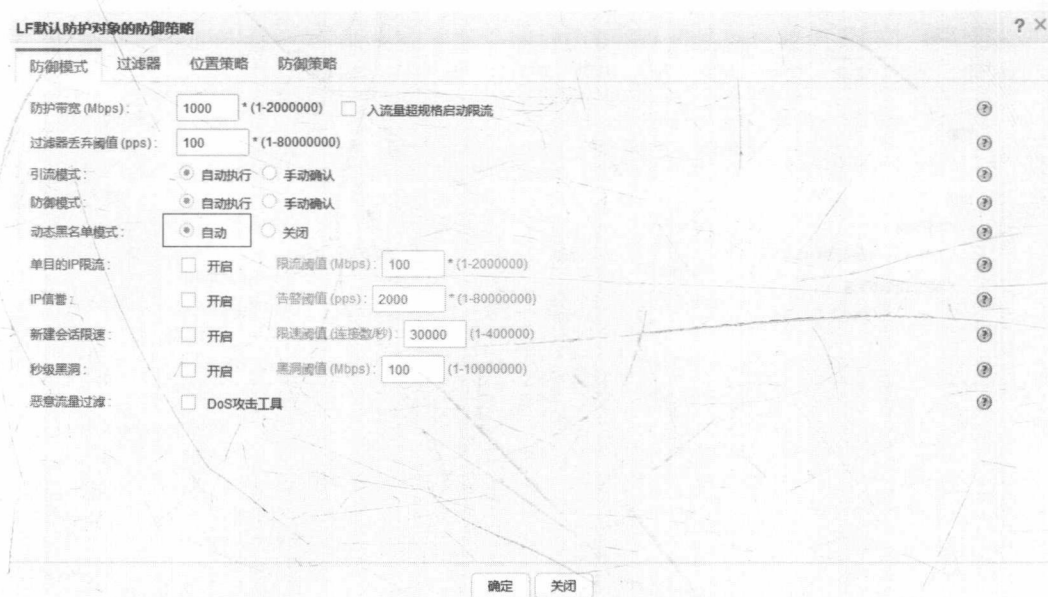 LF默认防护对象的防御策略 ? ×
防御模式 过滤器 位置策略 防御策略
防护带宽(Mbps): 1000 *(1-2000000) 入流量超规格启动限流 ?
过滤器丢弃阈值(pps): 100 *(1-80000000) ?
引流模式: 自动执行 手动确认 ?
防御模式: 自动执行 手动确认 ?
动态黑名单模式: 自动 关闭 ?
单目的IP限流: 开启 限流阈值(Mbps): 100 *(1-2000000) ?
IP信誉: 开启 告警阈值(pps): 2000 *(1-80000000) ?
新建会话限速: 开启 限速阈值(连接数/秒): 30000 (1-400000) ?
秒级黑洞: 开启 黑洞阈值(Mbps): 100 (1-10000000) ?
恶意流量过滤: DoS攻击工具 ?
确定 关闭